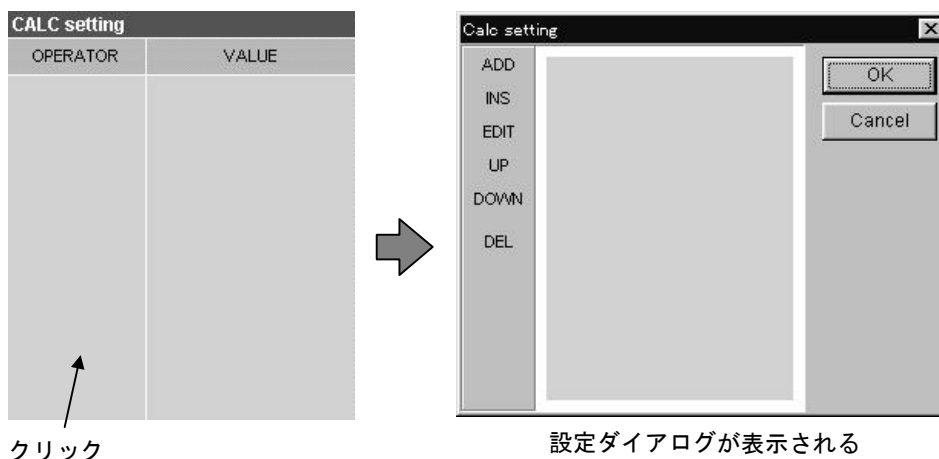 CALC setting
OPERATOR VALUE
クリック
Calc setting
ADD
INS
EDIT
UP
DOWN
DEL
OK
Cancel
設定ダイアログが表示される